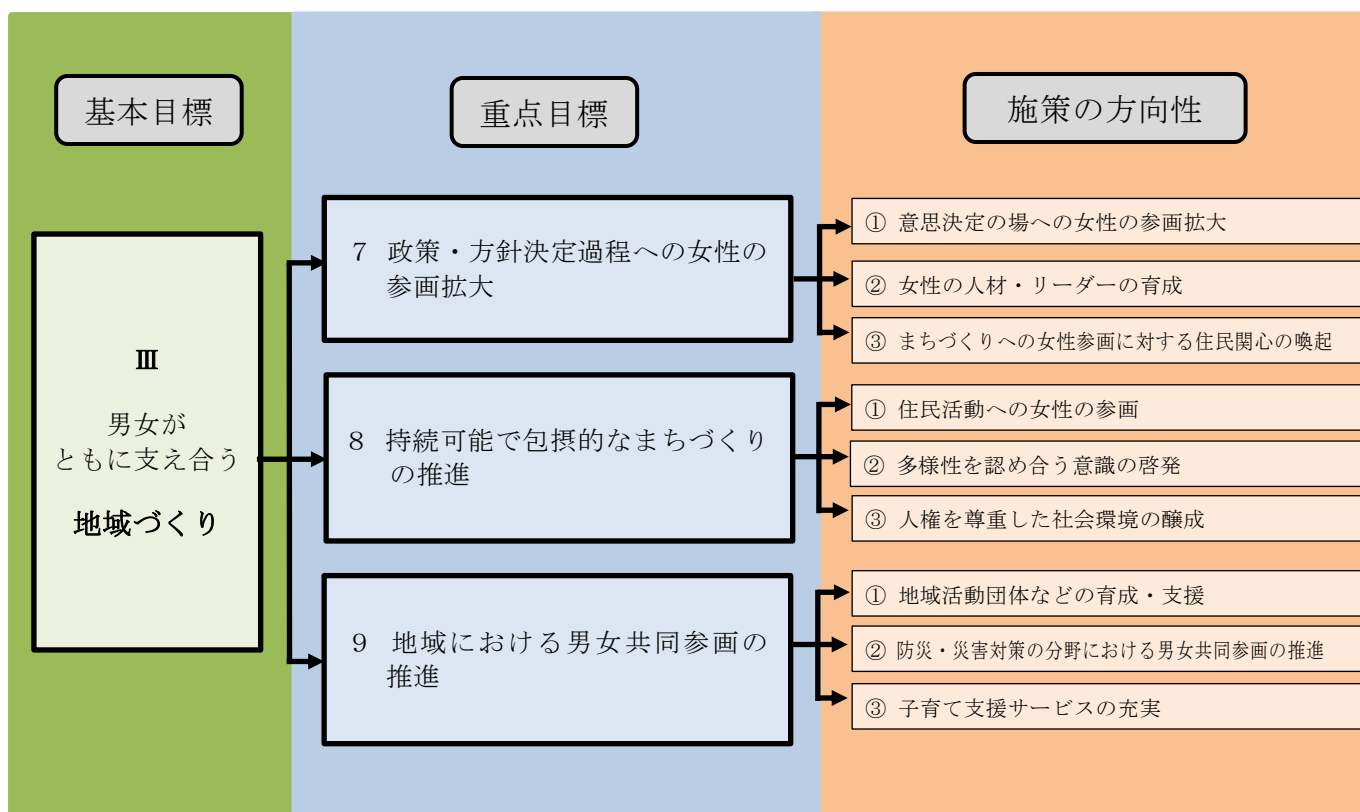 基本目標
重点目標
施策の方向性
Ⅲ
男女が
ともに支え合う
地域づくり
7 政策・方針決定過程への女性の
参画拡大
① 意思決定の場への女性の参画拡大
② 女性の人材・リーダーの育成
③ まちづくりへの女性参画に対する住民関心の喚起
8 持続可能で包摂的なまちづくり
の推進
① 住民活動への女性の参画
② 多様性を認め合う意識の啓発
③ 人権を尊重した社会環境の醸成
9 地域における男女共同参画の
推進
① 地域活動団体などの育成・支援
② 防災・災害対策の分野における男女共同参画の推進
③ 子育て支援サービスの充実